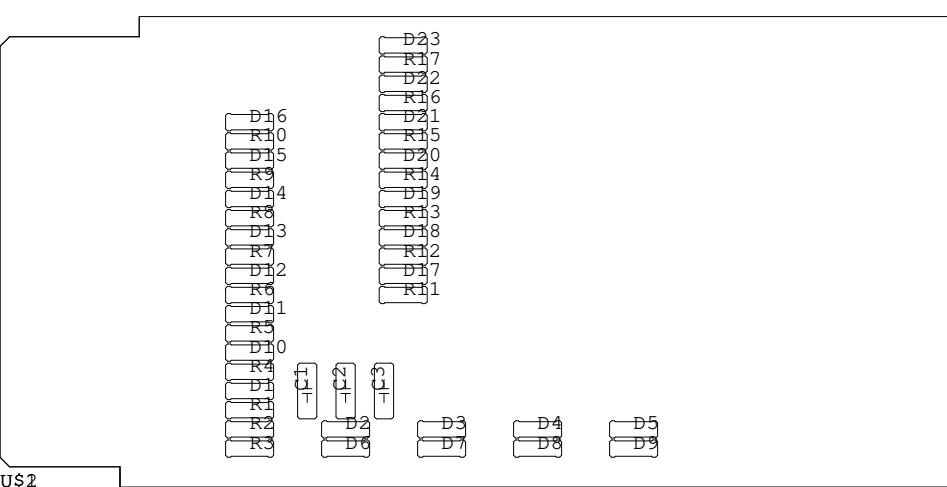 D23
R17
D22
R16
D16 D21
R10 R15
D15 D20
R9 R14
D14 D19
R8 R13
D13 D18
R7 R12
D12 D17
R6 R11
D11
R5
D10
R4
D1 C1 C2 C3
R1
R2 D2 D3 D4 D5
R3 D6 D7 D8 D9